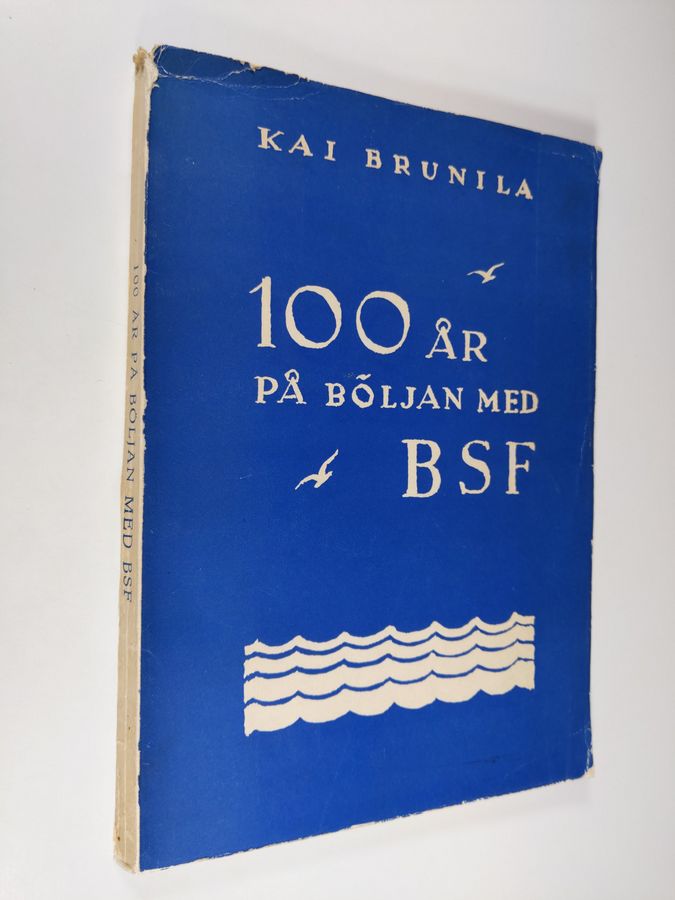 KAI BRUNILA
100 ÅR
PÅ BÖLJAN MED
BSF
100 ÅR PÅ BÖLJAN MED BSF